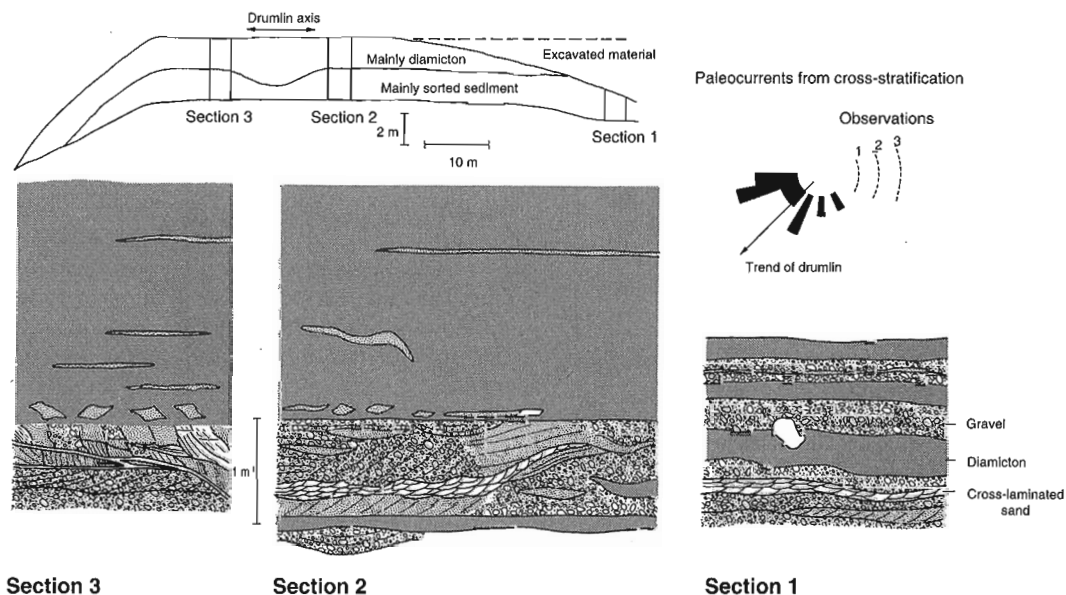 Drumlin axis
Excavated material
Mainly diamicton
Mainly sorted sediment
Section 3
Section 2
Section 1
2 m
10 m
Paleocurrents from cross-stratification
Observations
1 2 3
Trend of drumlin
1 m
Gravel
Diamicton
Cross-laminated
sand
Section 3
Section 2
Section 1